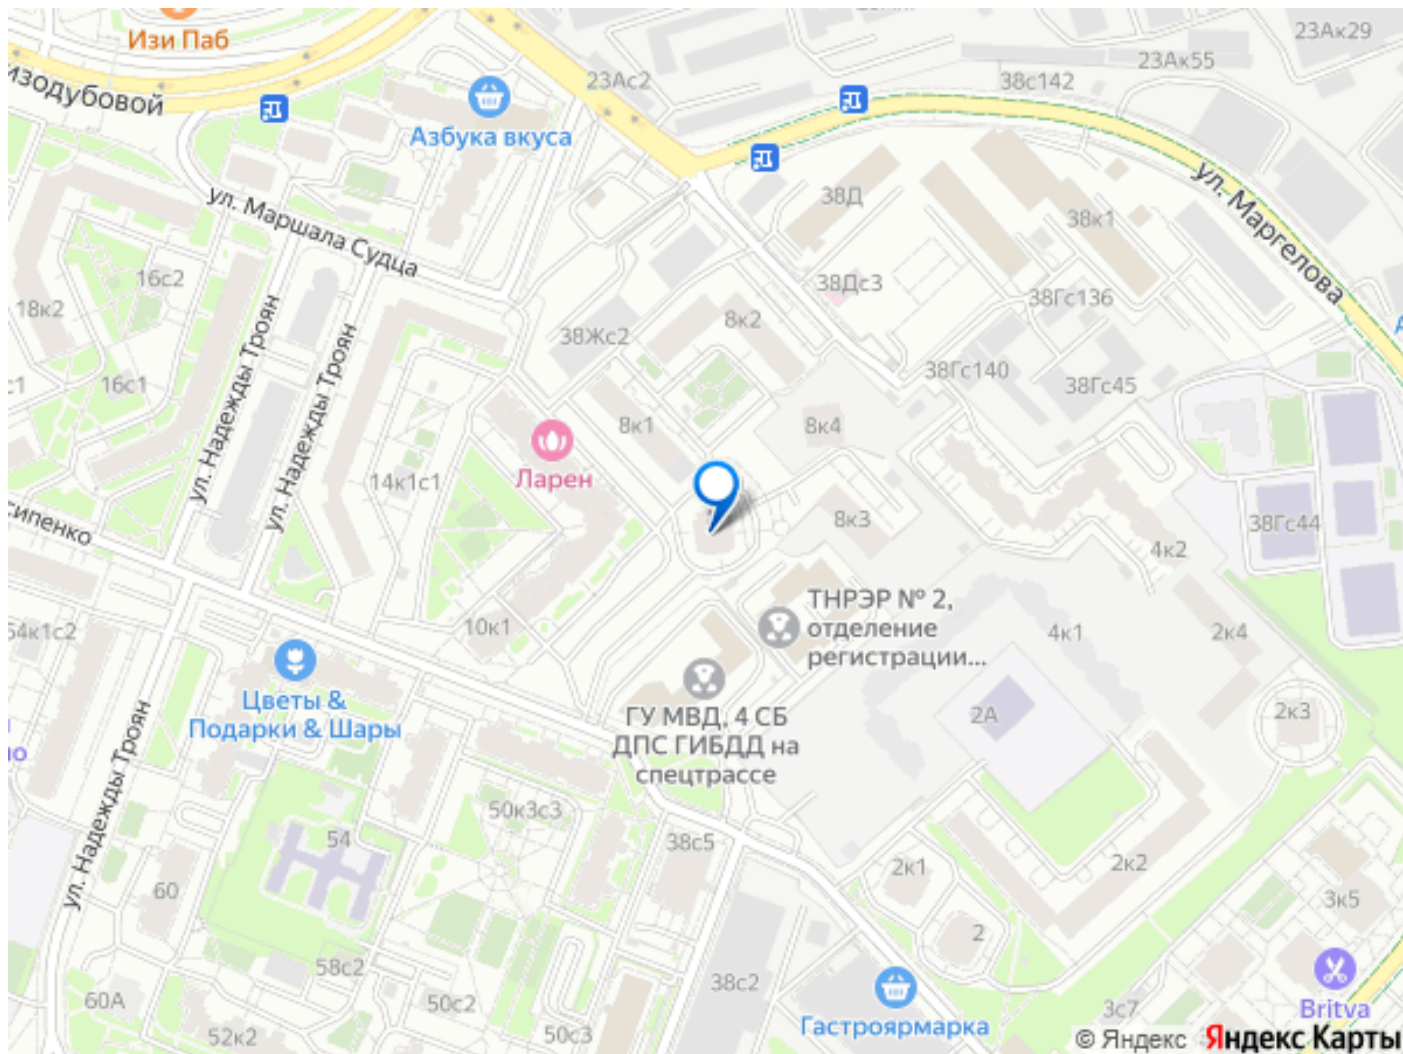 Изи Паб
изодубовой
23Ас2
Азбука вкуса
38с142
23Ак55
23Ак29
ул. Маршала Судца
38Д
38к1
ул. Маргелова
16с2
18к2
38Дс3
38Гс136
8к2
38Жс2
ул. Надежды Троян
ул. Надежды Троян
16с1
с1
38Гс140
38Гс45
8к1
8к4
Ларен
14к1с1
сипенко
8к3
38Гс44
4к2
ТНРЭР № 2,
отделение
регистрации...
54к1с2
10к1
4к1
2к4
Цветы &
Подарки & Шары
ГУ МВД, 4 СБ
ДПС ГИБДД на
спецтрассе
2А
2к3
ул. Надежды Троян
50к3с3
54
38с5
2к1
2к2
60
3к5
2
58с2
38с2
60А
50с2
52к2
50с3
Гастроярмарка
3с7
Britva
© Яндекс Яндекс Карты